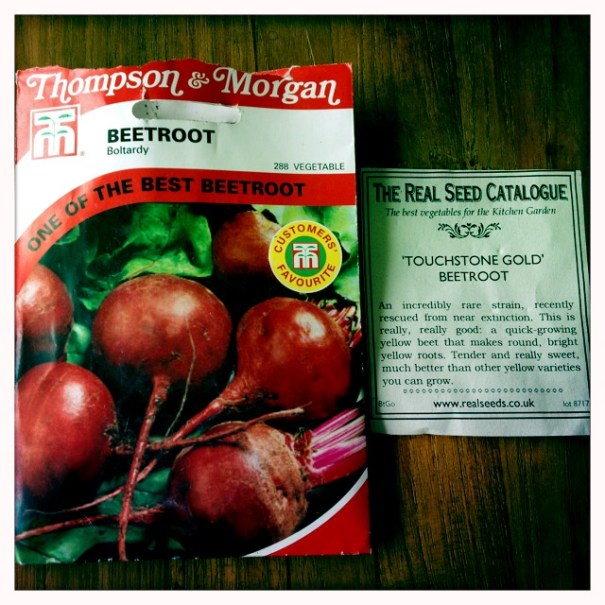 Thompson & Morgan
BEETROOT
Boltardy
288 VEGETABLE
ONE OF THE BEST BEETROOT
CUSTOMERS'
FAVOURITE
THE REAL SEED CATALOGUE
The best vegetables for the Kitchen Garden
'TOUCHSTONE GOLD'
BEETROOT
An incredibly rare strain, recently
rescued from near extinction. This is
really, really good: a quick-growing
yellow beet that makes round, bright
yellow roots. Tender and really sweet,
much better than other yellow varieties
you can grow.
BtGo www.realseeds.co.uk lot 8717